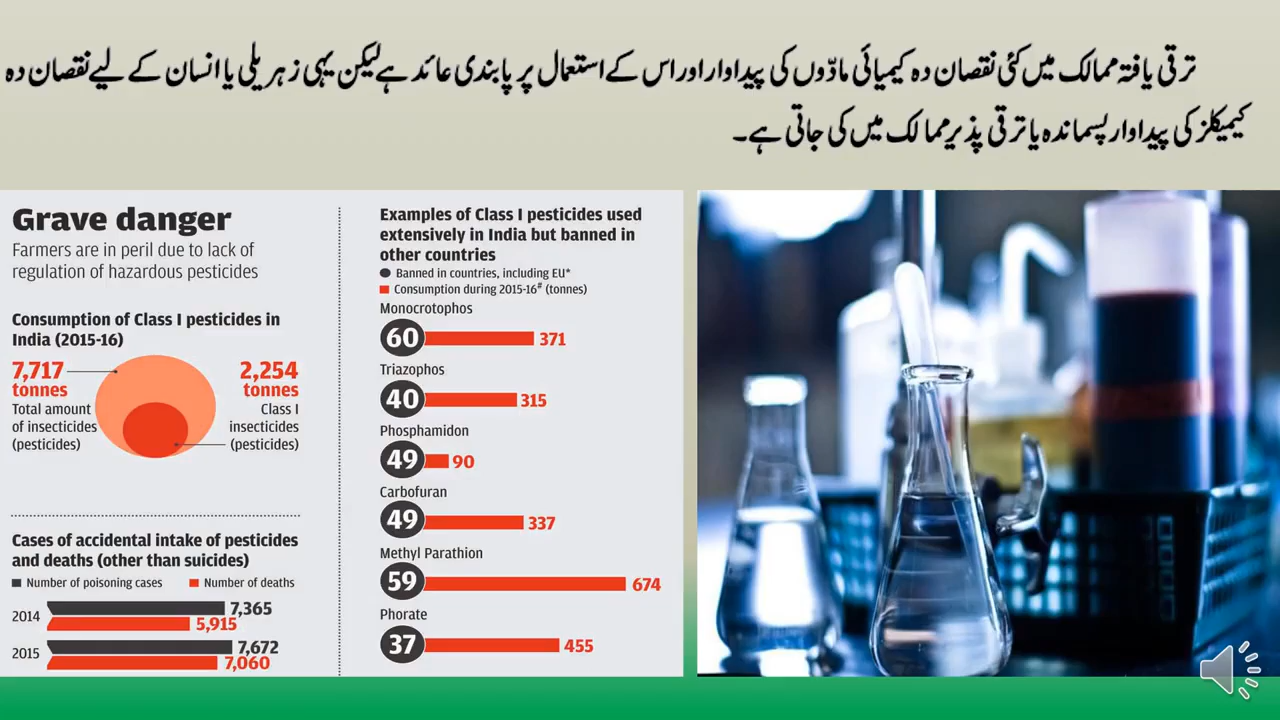 ترقی یافتہ ممالک میں کئی نقصان دہ کیمیائی مادّوں کی پیداوار اور اس کے استعمال پر پابندی عائد ہے لیکن یہی زہریلی یا انسان کے لیے نقصان دہ
کیمیکلز کی پیداوار پسماندہ یا ترقی پذیر ممالک میں کی جاتی ہے۔
Grave danger
Farmers are in peril due to lack of
regulation of hazardous pesticides
Consumption of Class I pesticides in
India (2015-16)
7,717
tonnes
Total amount
of insecticides
(pesticides)
2,254
tonnes
Class I
insecticides
(pesticides)
Cases of accidental intake of pesticides
and deaths (other than suicides)
Number of poisoning cases
Number of deaths
2014
7,365
5,915
2015
7,672
7,060
Examples of Class I pesticides used
extensively in India but banned in
other countries
Banned in countries, including EU*
Consumption during 2015-16# (tonnes)
Monocrotophos
60 371
Triazophos
40 315
Phosphamidon
49 90
Carbofuran
49 337
Methyl Parathion
59 674
Phorate
37 455